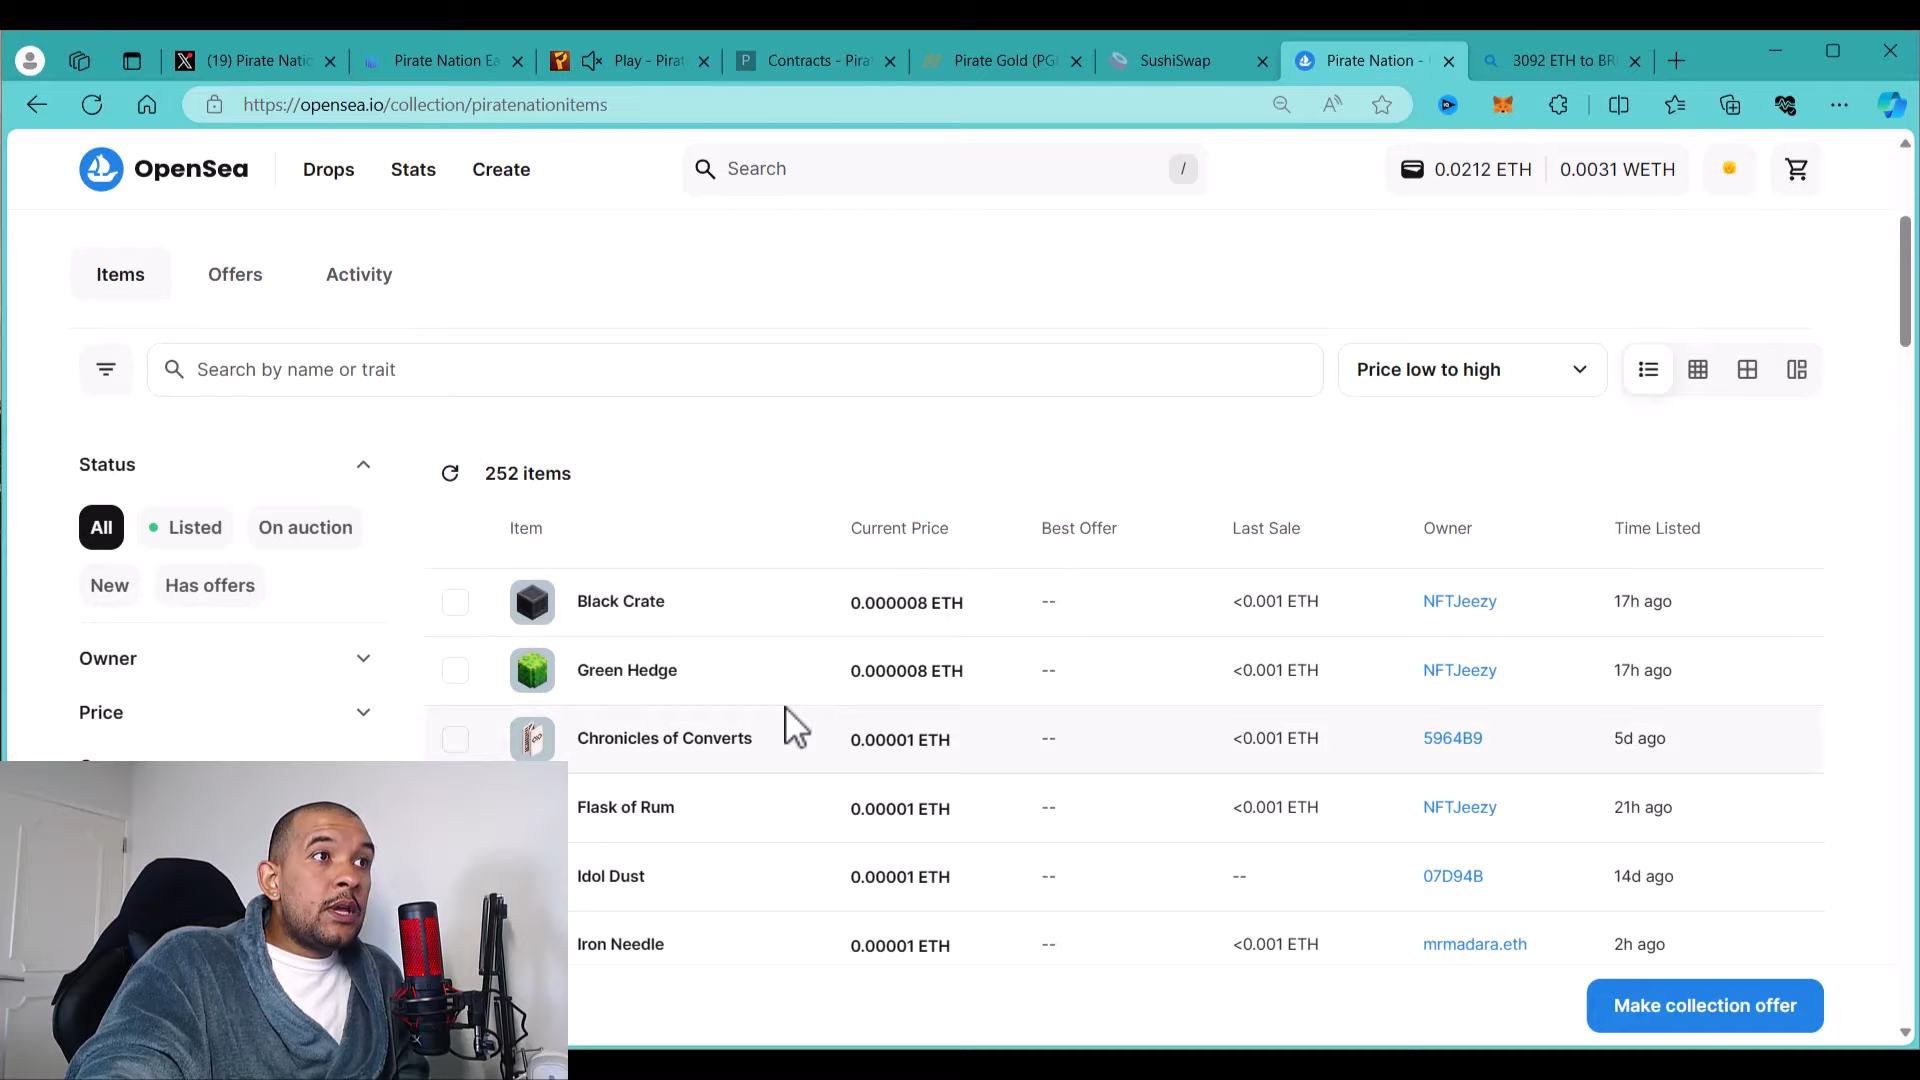 (19) Pirate Natio
Pirate Nation Ea
Play - Pirat
Contracts - Pirat
Pirate Gold (PG
SushiSwap
Pirate Nation -
3092 ETH to BR
https://opensea.io/collection/piratenationitems
OpenSea
Drops
Stats
Create
Search
/
0.0212 ETH
0.0031 WETH
Items
Offers
Activity
Search by name or trait
Price low to high
Status
252 items
Item
Current Price
Best Offer
Last Sale
Owner
Time Listed
All
Listed
On auction
New
Has offers
Owner
Price
Black Crate 0.000008 ETH -- <0.001 ETH NFTJeezy 17h ago
Green Hedge 0.000008 ETH -- <0.001 ETH NFTJeezy 17h ago
Chronicles of Converts 0.00001 ETH -- <0.001 ETH 5964B9 5d ago
Flask of Rum 0.00001 ETH -- <0.001 ETH NFTJeezy 21h ago
Idol Dust 0.00001 ETH -- -- 07D94B 14d ago
Iron Needle 0.00001 ETH -- <0.001 ETH mrmadara.eth 2h ago
Make collection offer